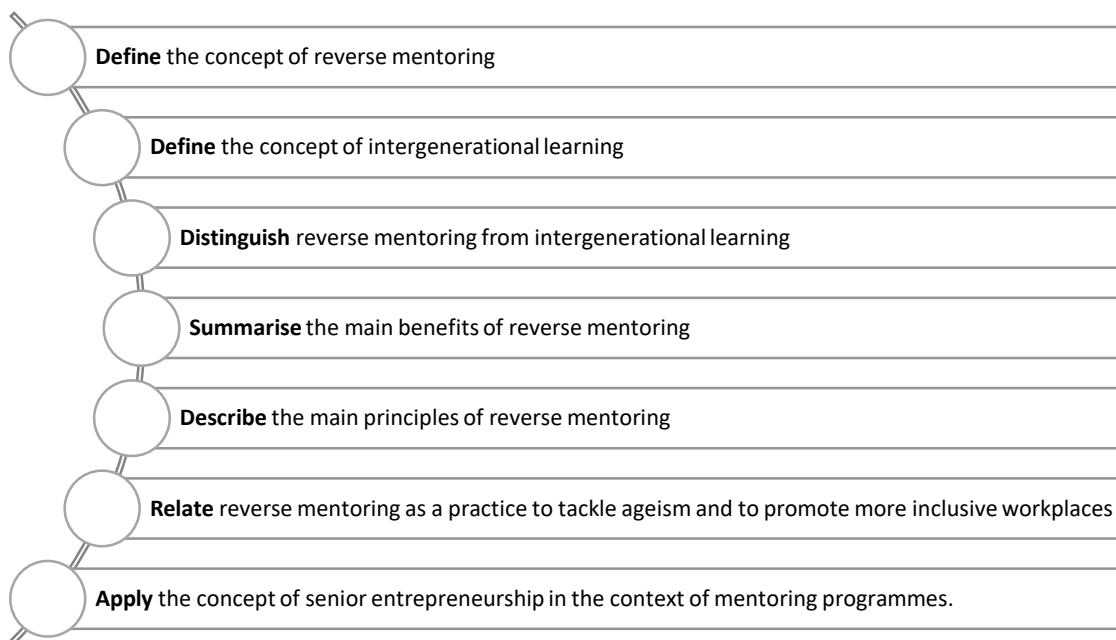 Define the concept of reverse mentoring
Define the concept of intergenerational learning
Distinguish reverse mentoring from intergenerational learning
Summarise the main benefits of reverse mentoring
Describe the main principles of reverse mentoring
Relate reverse mentoring as a practice to tackle ageism and to promote more inclusive workplaces
Apply the concept of senior entrepreneurship in the context of mentoring programmes.